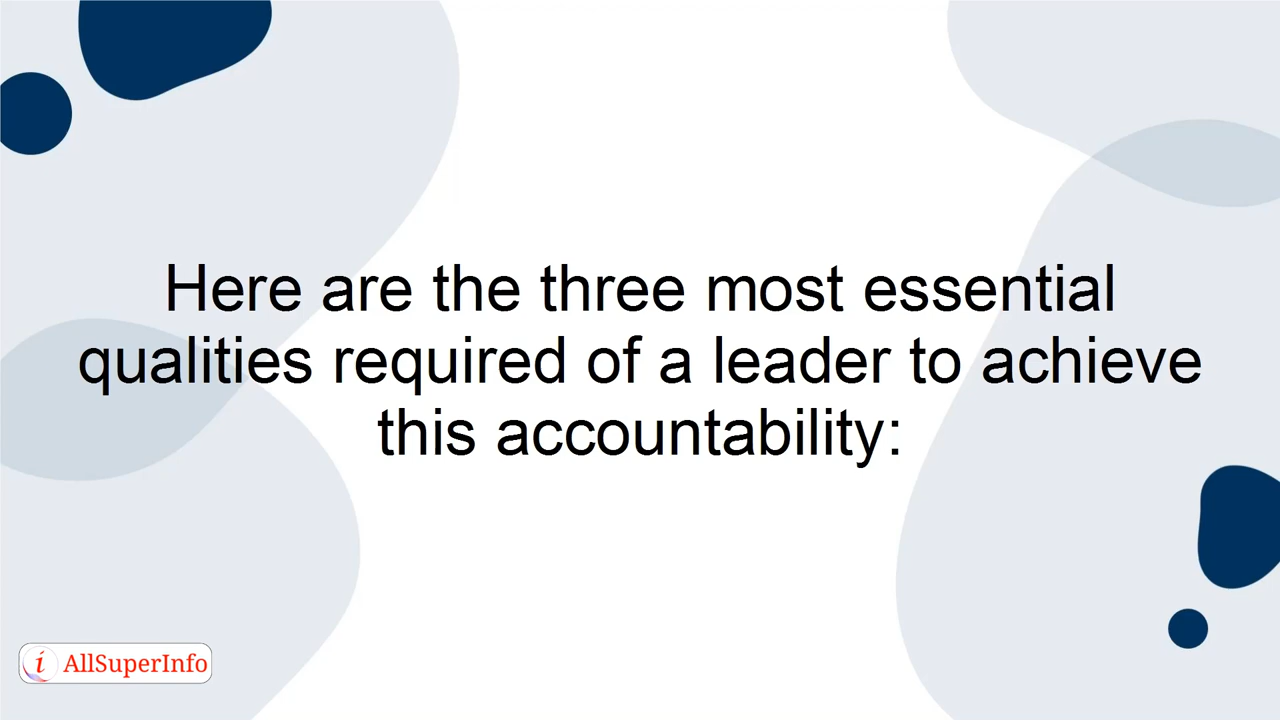 Here are the three most essential
qualities required of a leader to achieve
this accountability:
i AllSuperInfo